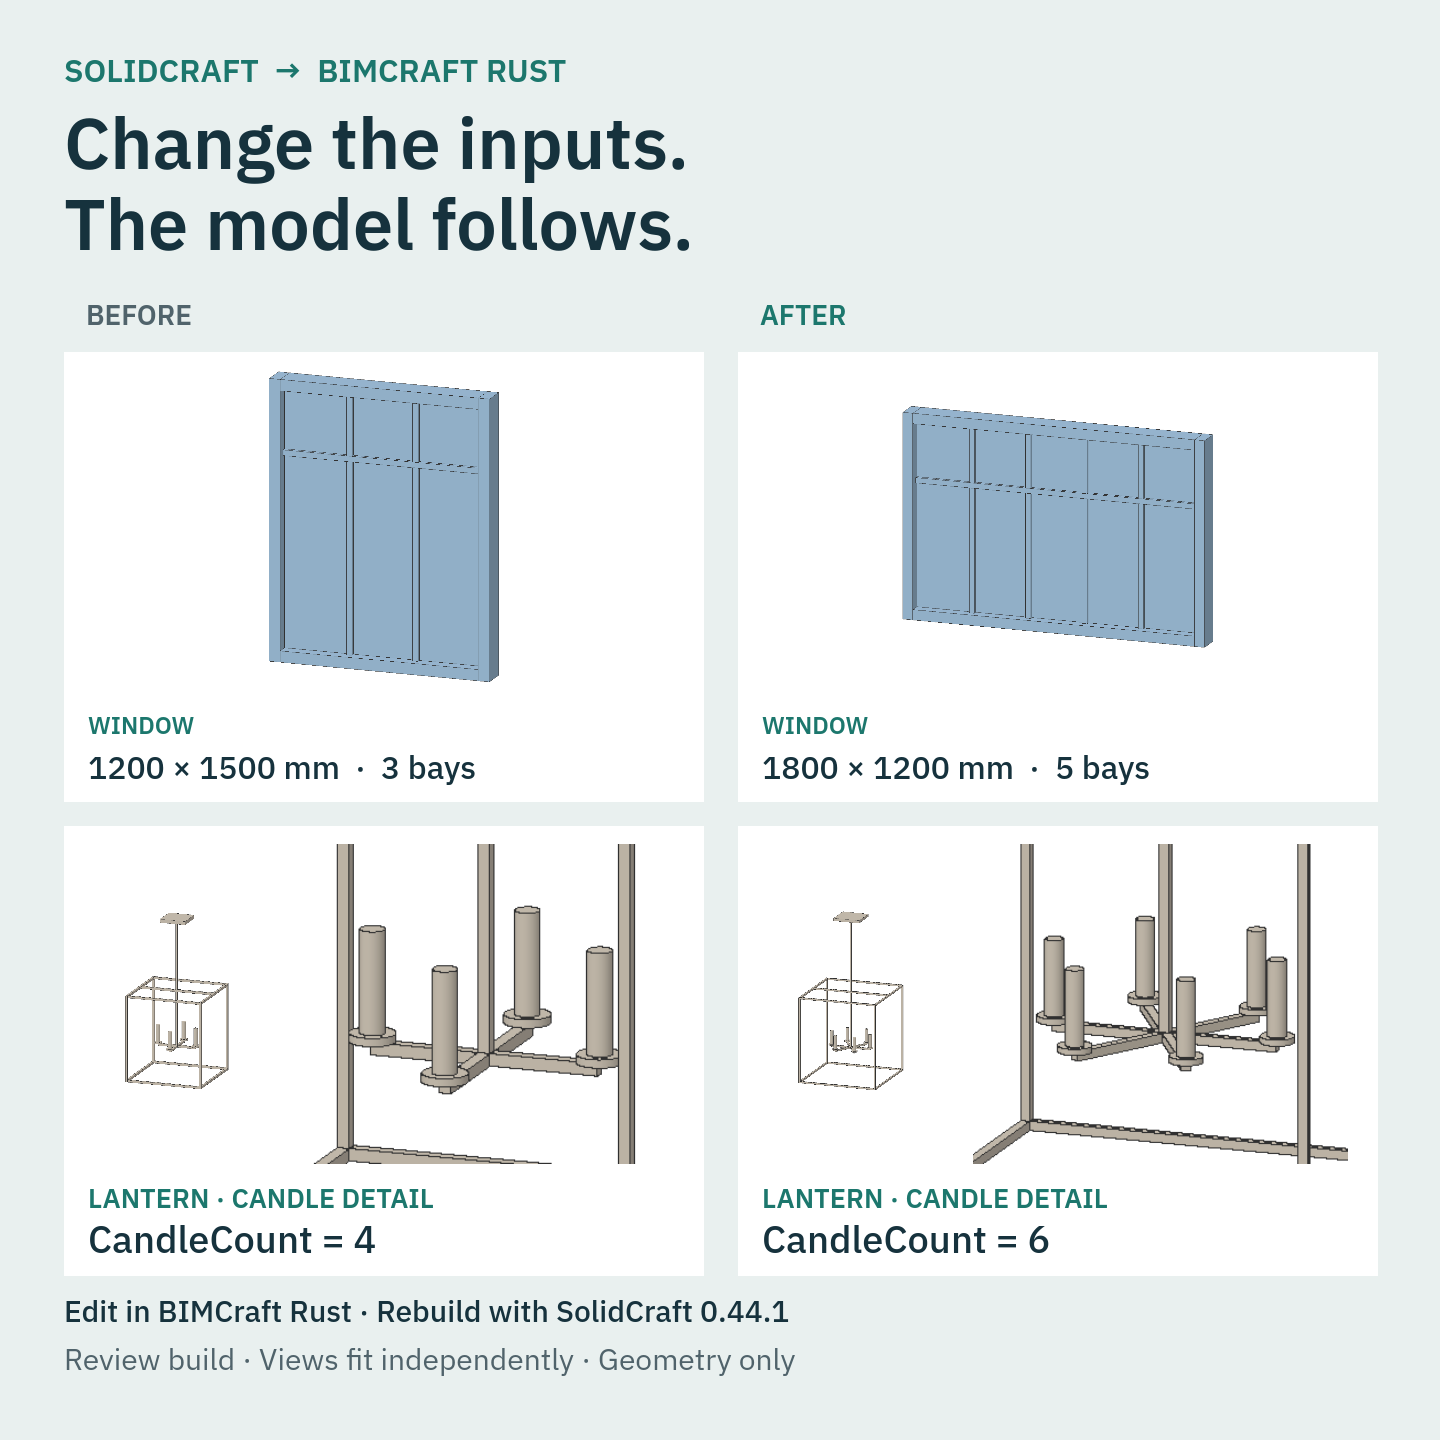 SOLIDCRAFT → BIMCRAFT RUST
Change the inputs.
The model follows.
BEFORE
AFTER
WINDOW
1200 × 1500 mm · 3 bays
WINDOW
1800 × 1200 mm · 5 bays
LANTERN · CANDLE DETAIL
CandleCount = 4
LANTERN · CANDLE DETAIL
CandleCount = 6
Edit in BIMCraft Rust · Rebuild with SolidCraft 0.44.1
Review build · Views fit independently · Geometry only